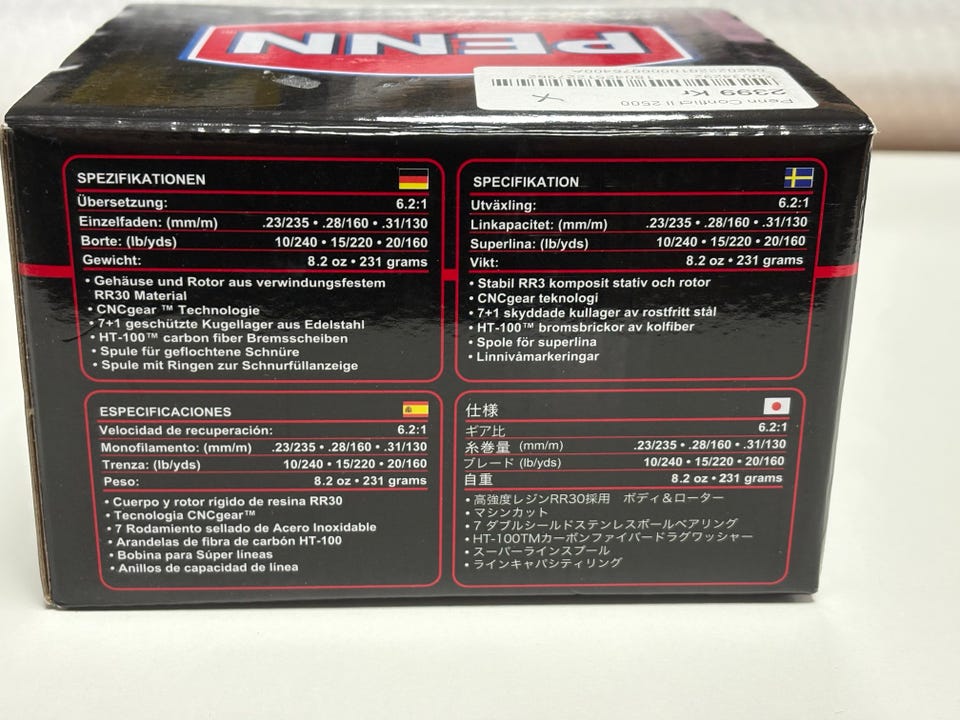 PENN
Penn Conflict II 2500
2399 Kr
SPEZIFIKATIONEN
Übersetzung: 6.2:1
Einzelfaden: (mm/m) .23/235 • .28/160 • .31/130
Borte: (lb/yds) 10/240 • 15/220 • 20/160
Gewicht: 8.2 oz • 231 grams
• Gehäuse und Rotor aus verwindungsfestem
RR30 Material
• CNCgear ™ Technologie
• 7+1 geschützte Kugellager aus Edelstahl
• HT-100™ carbon fiber Bremsscheiben
• Spule für geflochtene Schnüre
• Spule mit Ringen zur Schnurfüllanzeige
SPECIFIKATION
Utväxling: 6.2:1
Linkapacitet: (mm/m) .23/235 • .28/160 • .31/130
Superlina: (lb/yds) 10/240 • 15/220 • 20/160
Vikt: 8.2 oz • 231 grams
• Stabil RR3 komposit stativ och rotor
• CNCgear teknologi
• 7+1 skyddade kullager av rostfritt stål
• HT-100™ bromsbrickor av kolfiber
• Spole för superlina
• Linnivåmarkeringar
ESPECIFICACIONES
Velocidad de recuperación: 6.2:1
Monofilamento: (mm/m) .23/235 • .28/160 • .31/130
Trenza: (lb/yds) 10/240 • 15/220 • 20/160
Peso: 8.2 oz • 231 grams
• Cuerpo y rotor rigido de resina RR30
• Tecnologia CNCgear™
• 7 Rodamiento sellado de Acero Inoxidable
• Arandelas de fibra de carbón HT-100
• Bobina para Súper lineas
• Anillos de capacidad de línea
仕様
ギア比 6.2:1
糸巻量 (mm/m) .23/235 • .28/160 • .31/130
ブレード (lb/yds) 10/240 • 15/220 • 20/160
自重 8.2 oz • 231 grams
• 高強度レジンRR30採用 ボディ＆ローター
• マシンカット
• 7 ダブルシールドステンレスボールベアリング
• HT-100TMカーボンファイバードラグワッシャー
• スーパーラインスプール
• ラインキャパシティリング